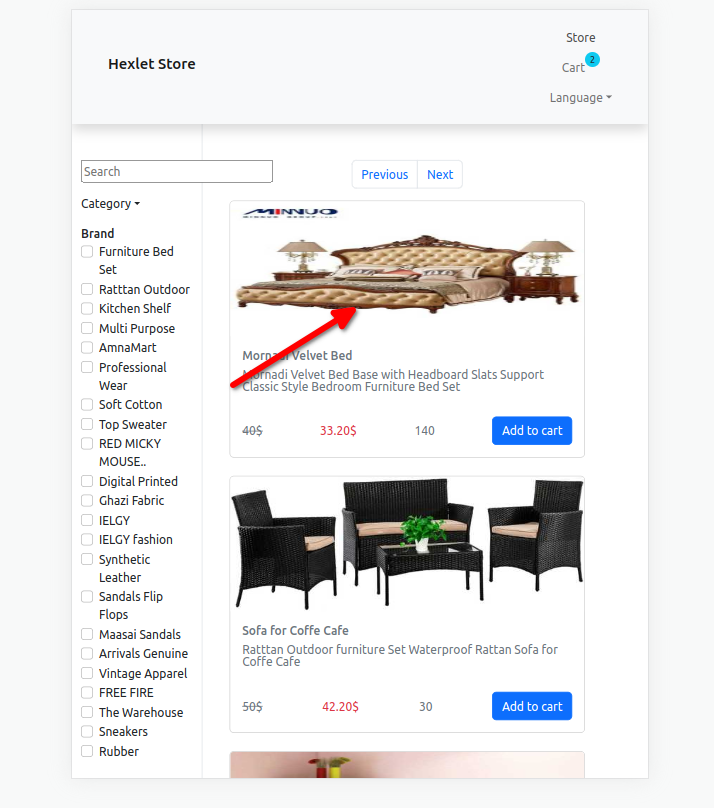 Hexlet Store
Store
Cart 2
Language
Search
Previous Next
Category
Brand
Furniture Bed
Set
Ratttan Outdoor
Kitchen Shelf
Multi Purpose
AmnaMart
Professional
Wear
Soft Cotton
Top Sweater
RED MICKY
MOUSE..
Digital Printed
Ghazi Fabric
IELGY
IELGY fashion
Synthetic
Leather
Sandals Flip
Flops
Maasai Sandals
Arrivals Genuine
Vintage Apparel
FREE FIRE
The Warehouse
Sneakers
Rubber
MINNUO
Mornadi Velvet Bed
Mornadi Velvet Bed Base with Headboard Slats Support
Classic Style Bedroom Furniture Bed Set
40$ 33.20$ 140 Add to cart
Sofa for Coffe Cafe
Ratttan Outdoor furniture Set Waterproof Rattan Sofa for
Coffe Cafe
50$ 42.20$ 30 Add to cart